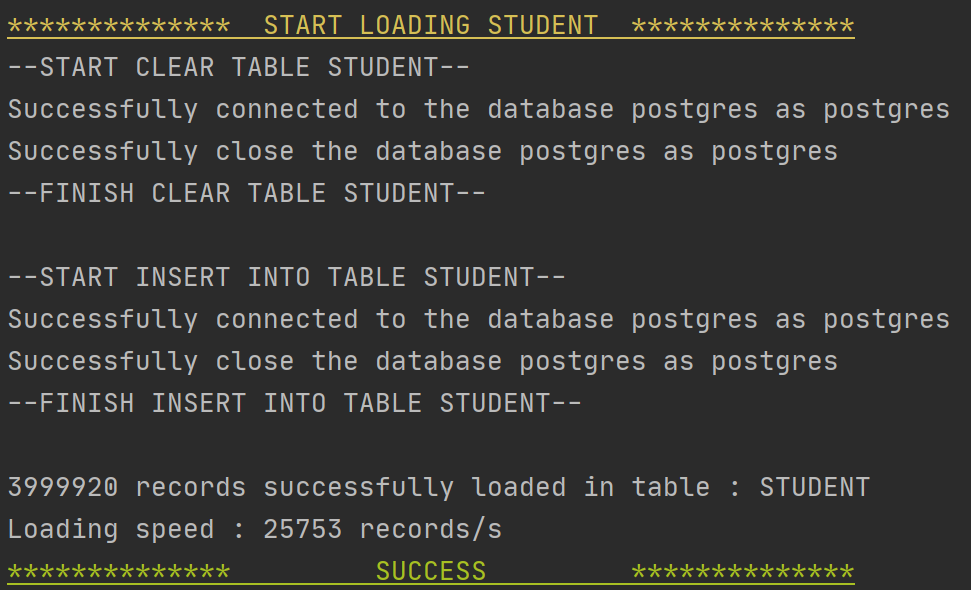 **************  START LOADING STUDENT  **************
--START CLEAR TABLE STUDENT--
Successfully connected to the database postgres as postgres
Successfully close the database postgres as postgres
--FINISH CLEAR TABLE STUDENT--

--START INSERT INTO TABLE STUDENT--
Successfully connected to the database postgres as postgres
Successfully close the database postgres as postgres
--FINISH INSERT INTO TABLE STUDENT--

3999920 records successfully loaded in table : STUDENT
Loading speed : 25753 records/s
**************         SUCCESS         **************